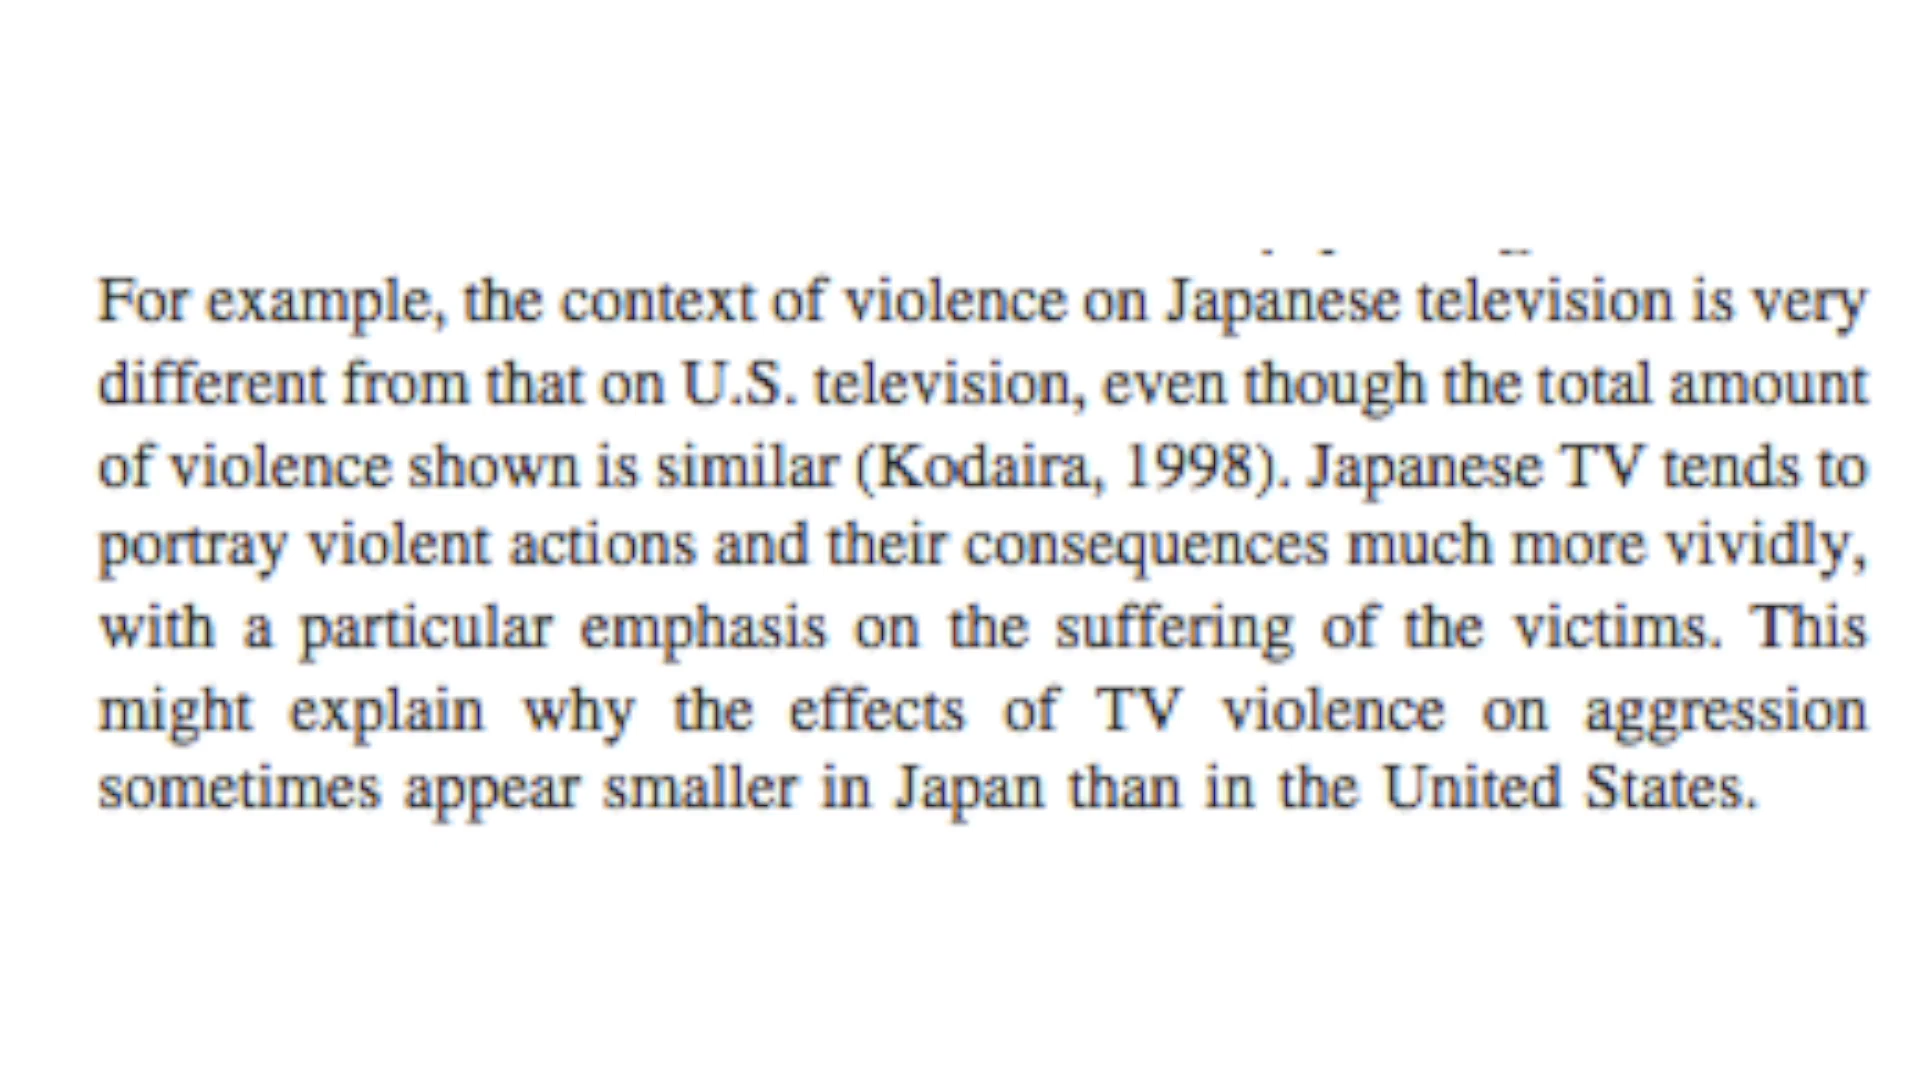 For example, the context of violence on Japanese television is very
different from that on U.S. television, even though the total amount
of violence shown is similar (Kodaira, 1998). Japanese TV tends to
portray violent actions and their consequences much more vividly,
with a particular emphasis on the suffering of the victims. This
might explain why the effects of TV violence on aggression
sometimes appear smaller in Japan than in the United States.